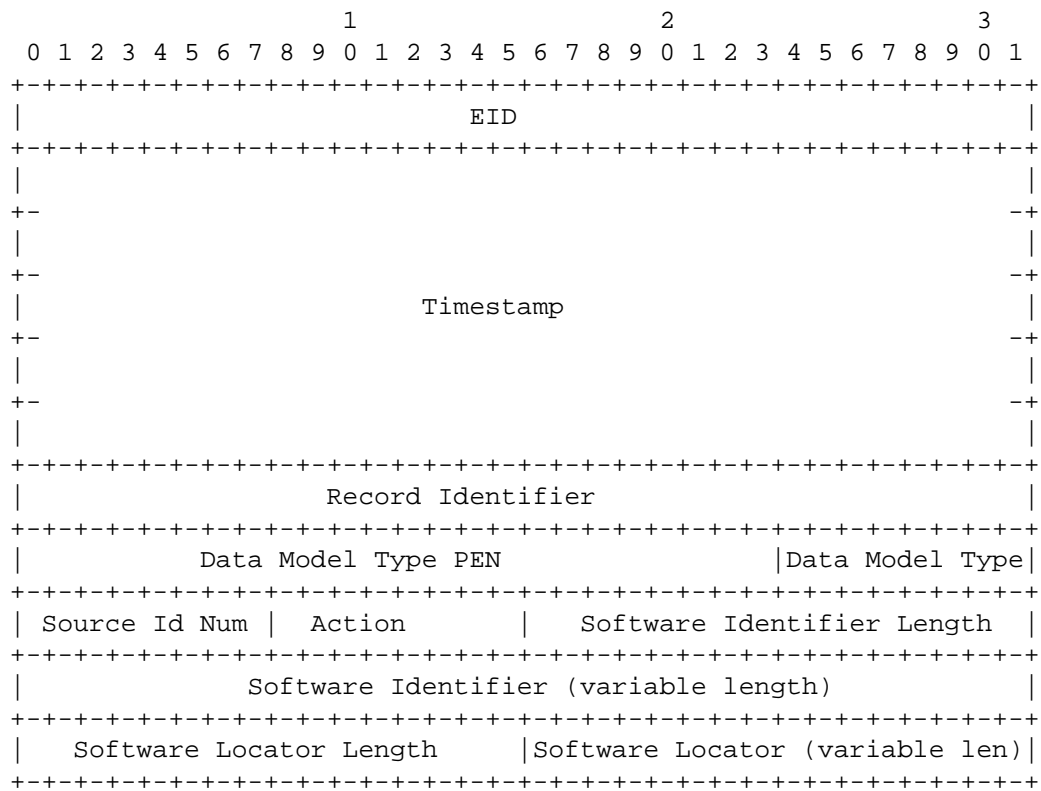 1                   2                   3
 0 1 2 3 4 5 6 7 8 9 0 1 2 3 4 5 6 7 8 9 0 1 2 3 4 5 6 7 8 9 0 1
+-+-+-+-+-+-+-+-+-+-+-+-+-+-+-+-+-+-+-+-+-+-+-+-+-+-+-+-+-+-+-+-+
|                            EID                                |
+-+-+-+-+-+-+-+-+-+-+-+-+-+-+-+-+-+-+-+-+-+-+-+-+-+-+-+-+-+-+-+-+
|                                                               |
+-                                                             -+
|                                                               |
+-                                                             -+
|                         Timestamp                             |
+-                                                             -+
|                                                               |
+-                                                             -+
|                                                               |
+-+-+-+-+-+-+-+-+-+-+-+-+-+-+-+-+-+-+-+-+-+-+-+-+-+-+-+-+-+-+-+-+
|                   Record Identifier                           |
+-+-+-+-+-+-+-+-+-+-+-+-+-+-+-+-+-+-+-+-+-+-+-+-+-+-+-+-+-+-+-+-+
|           Data Model Type PEN                 |Data Model Type|
+-+-+-+-+-+-+-+-+-+-+-+-+-+-+-+-+-+-+-+-+-+-+-+-+-+-+-+-+-+-+-+-+
| Source Id Num |  Action       |   Software Identifier Length  |
+-+-+-+-+-+-+-+-+-+-+-+-+-+-+-+-+-+-+-+-+-+-+-+-+-+-+-+-+-+-+-+-+
|              Software Identifier (variable length)            |
+-+-+-+-+-+-+-+-+-+-+-+-+-+-+-+-+-+-+-+-+-+-+-+-+-+-+-+-+-+-+-+-+
|   Software Locator Length     |Software Locator (variable len)|
+-+-+-+-+-+-+-+-+-+-+-+-+-+-+-+-+-+-+-+-+-+-+-+-+-+-+-+-+-+-+-+-+